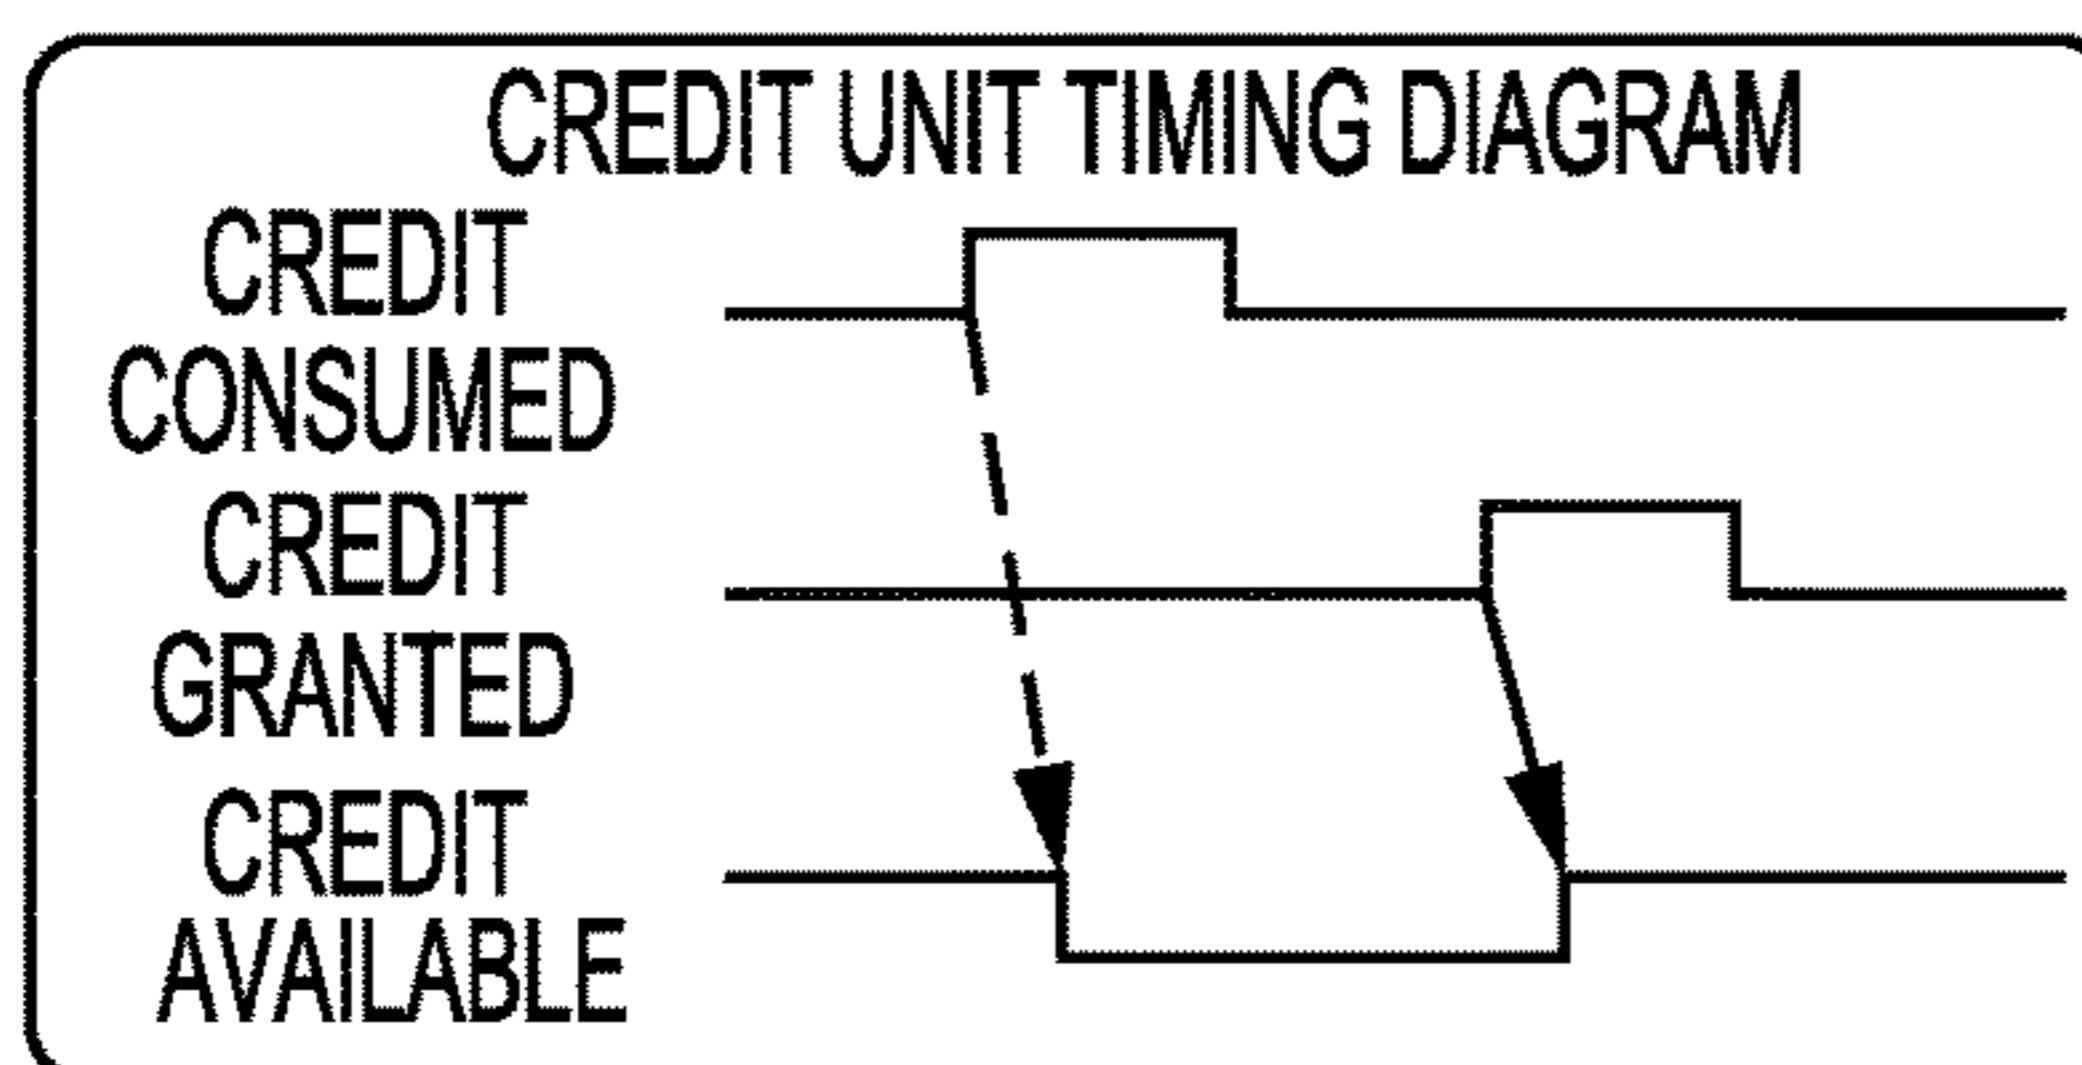 CREDIT UNIT TIMING DIAGRAM
CREDIT
CONSUMED
CREDIT
GRANTED
CREDIT
AVAILABLE